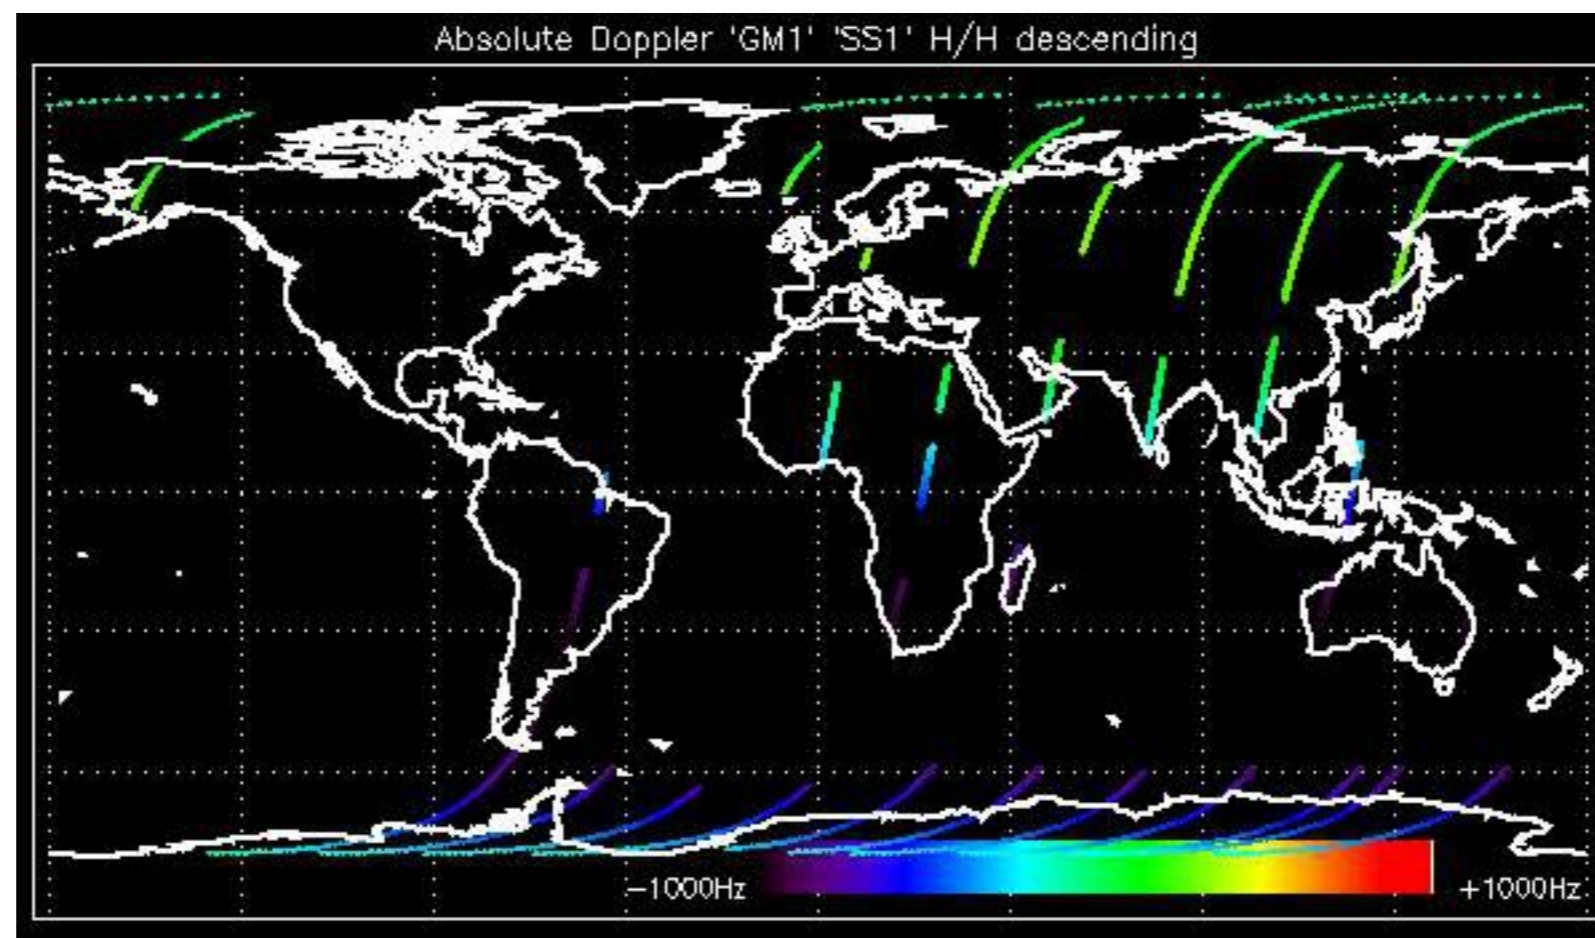 Absolute Doppler 'GM1' 'SS1' H/H descending
−1000Hz
+1000Hz